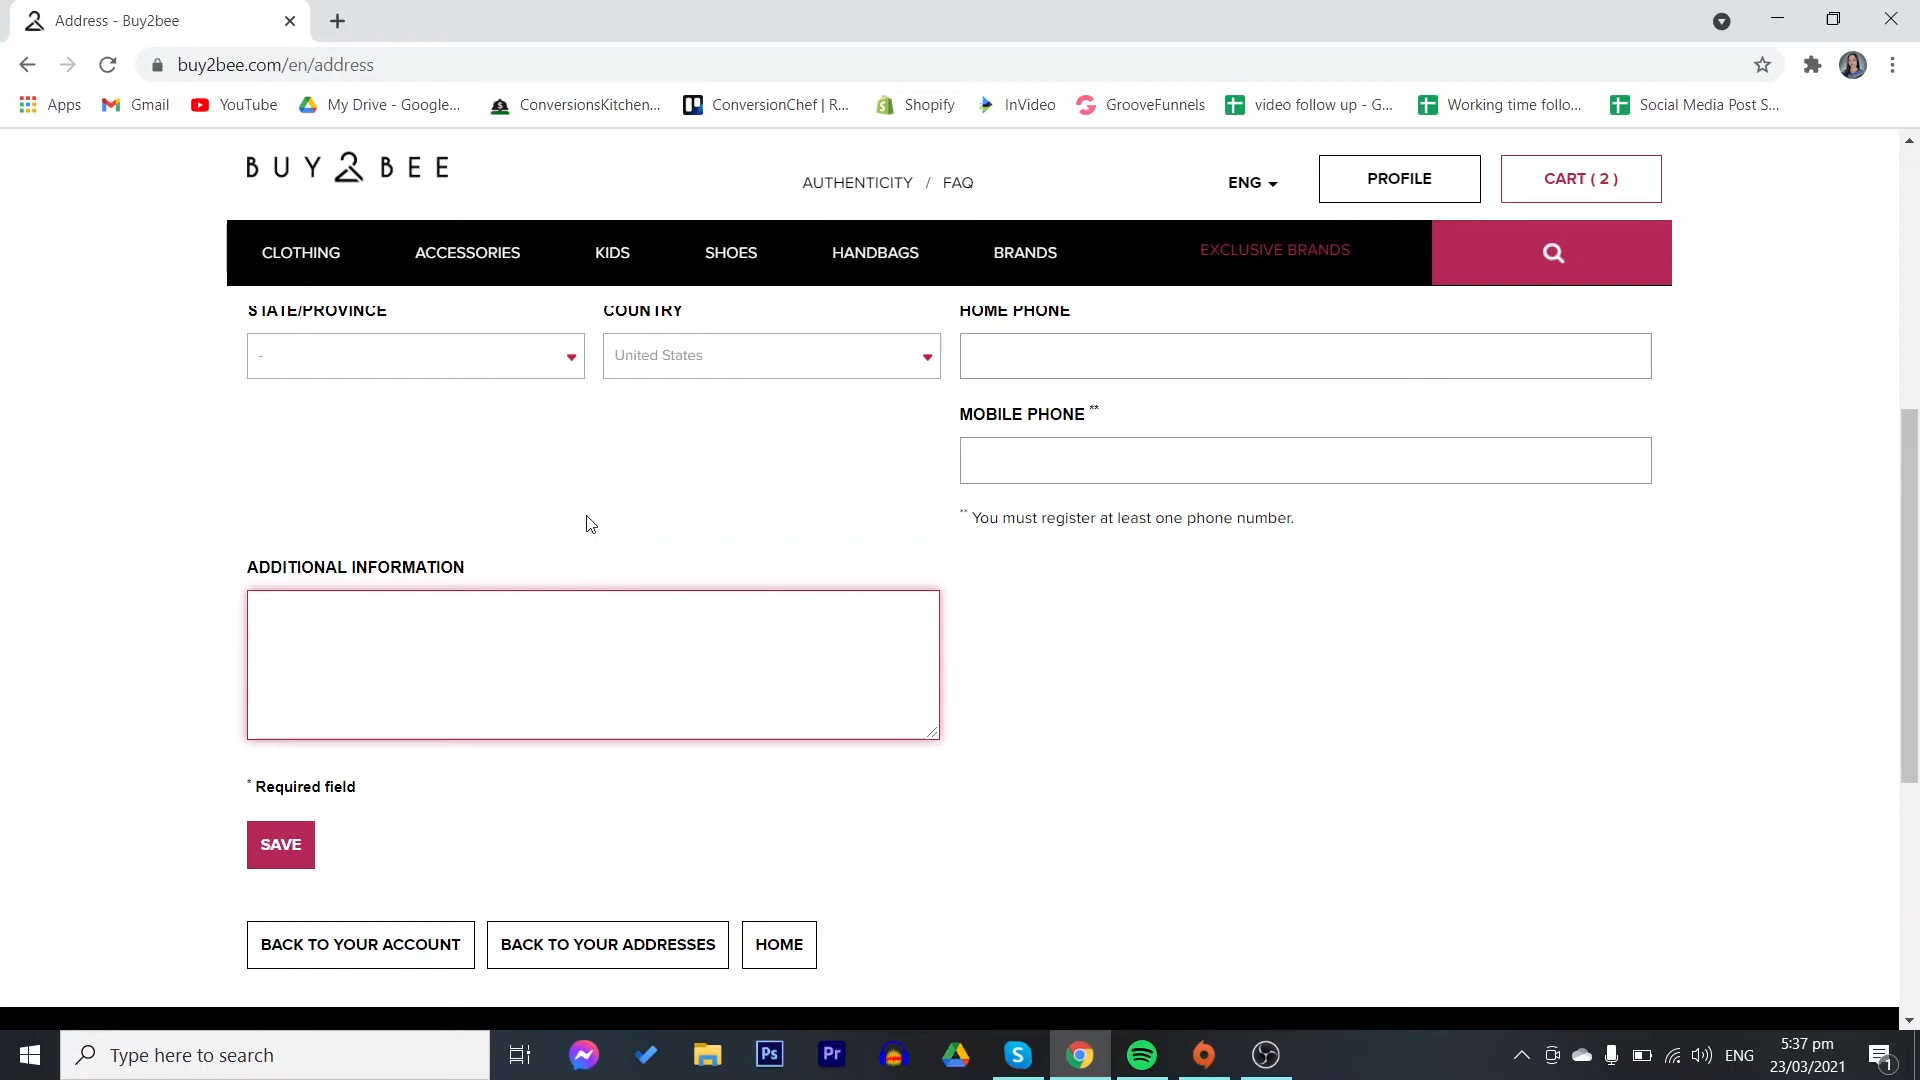 Address - Buy2bee
buy2bee.com/en/address
Apps Gmail YouTube My Drive - Google... ConversionsKitchen... ConversionChef | R... Shopify InVideo GrooveFunnels video follow up - G... Working time follo... Social Media Post S...
BUY2BEE
AUTHENTICITY / FAQ
ENG
PROFILE
CART ( 2 )
CLOTHING ACCESSORIES KIDS SHOES HANDBAGS BRANDS EXCLUSIVE BRANDS
STATE/PROVINCE COUNTRY HOME PHONE
- United States
MOBILE PHONE **
** You must register at least one phone number.
ADDITIONAL INFORMATION
* Required field
SAVE
BACK TO YOUR ACCOUNT BACK TO YOUR ADDRESSES HOME
Type here to search
Ps
Pr
ENG
5:37 pm
23/03/2021
1